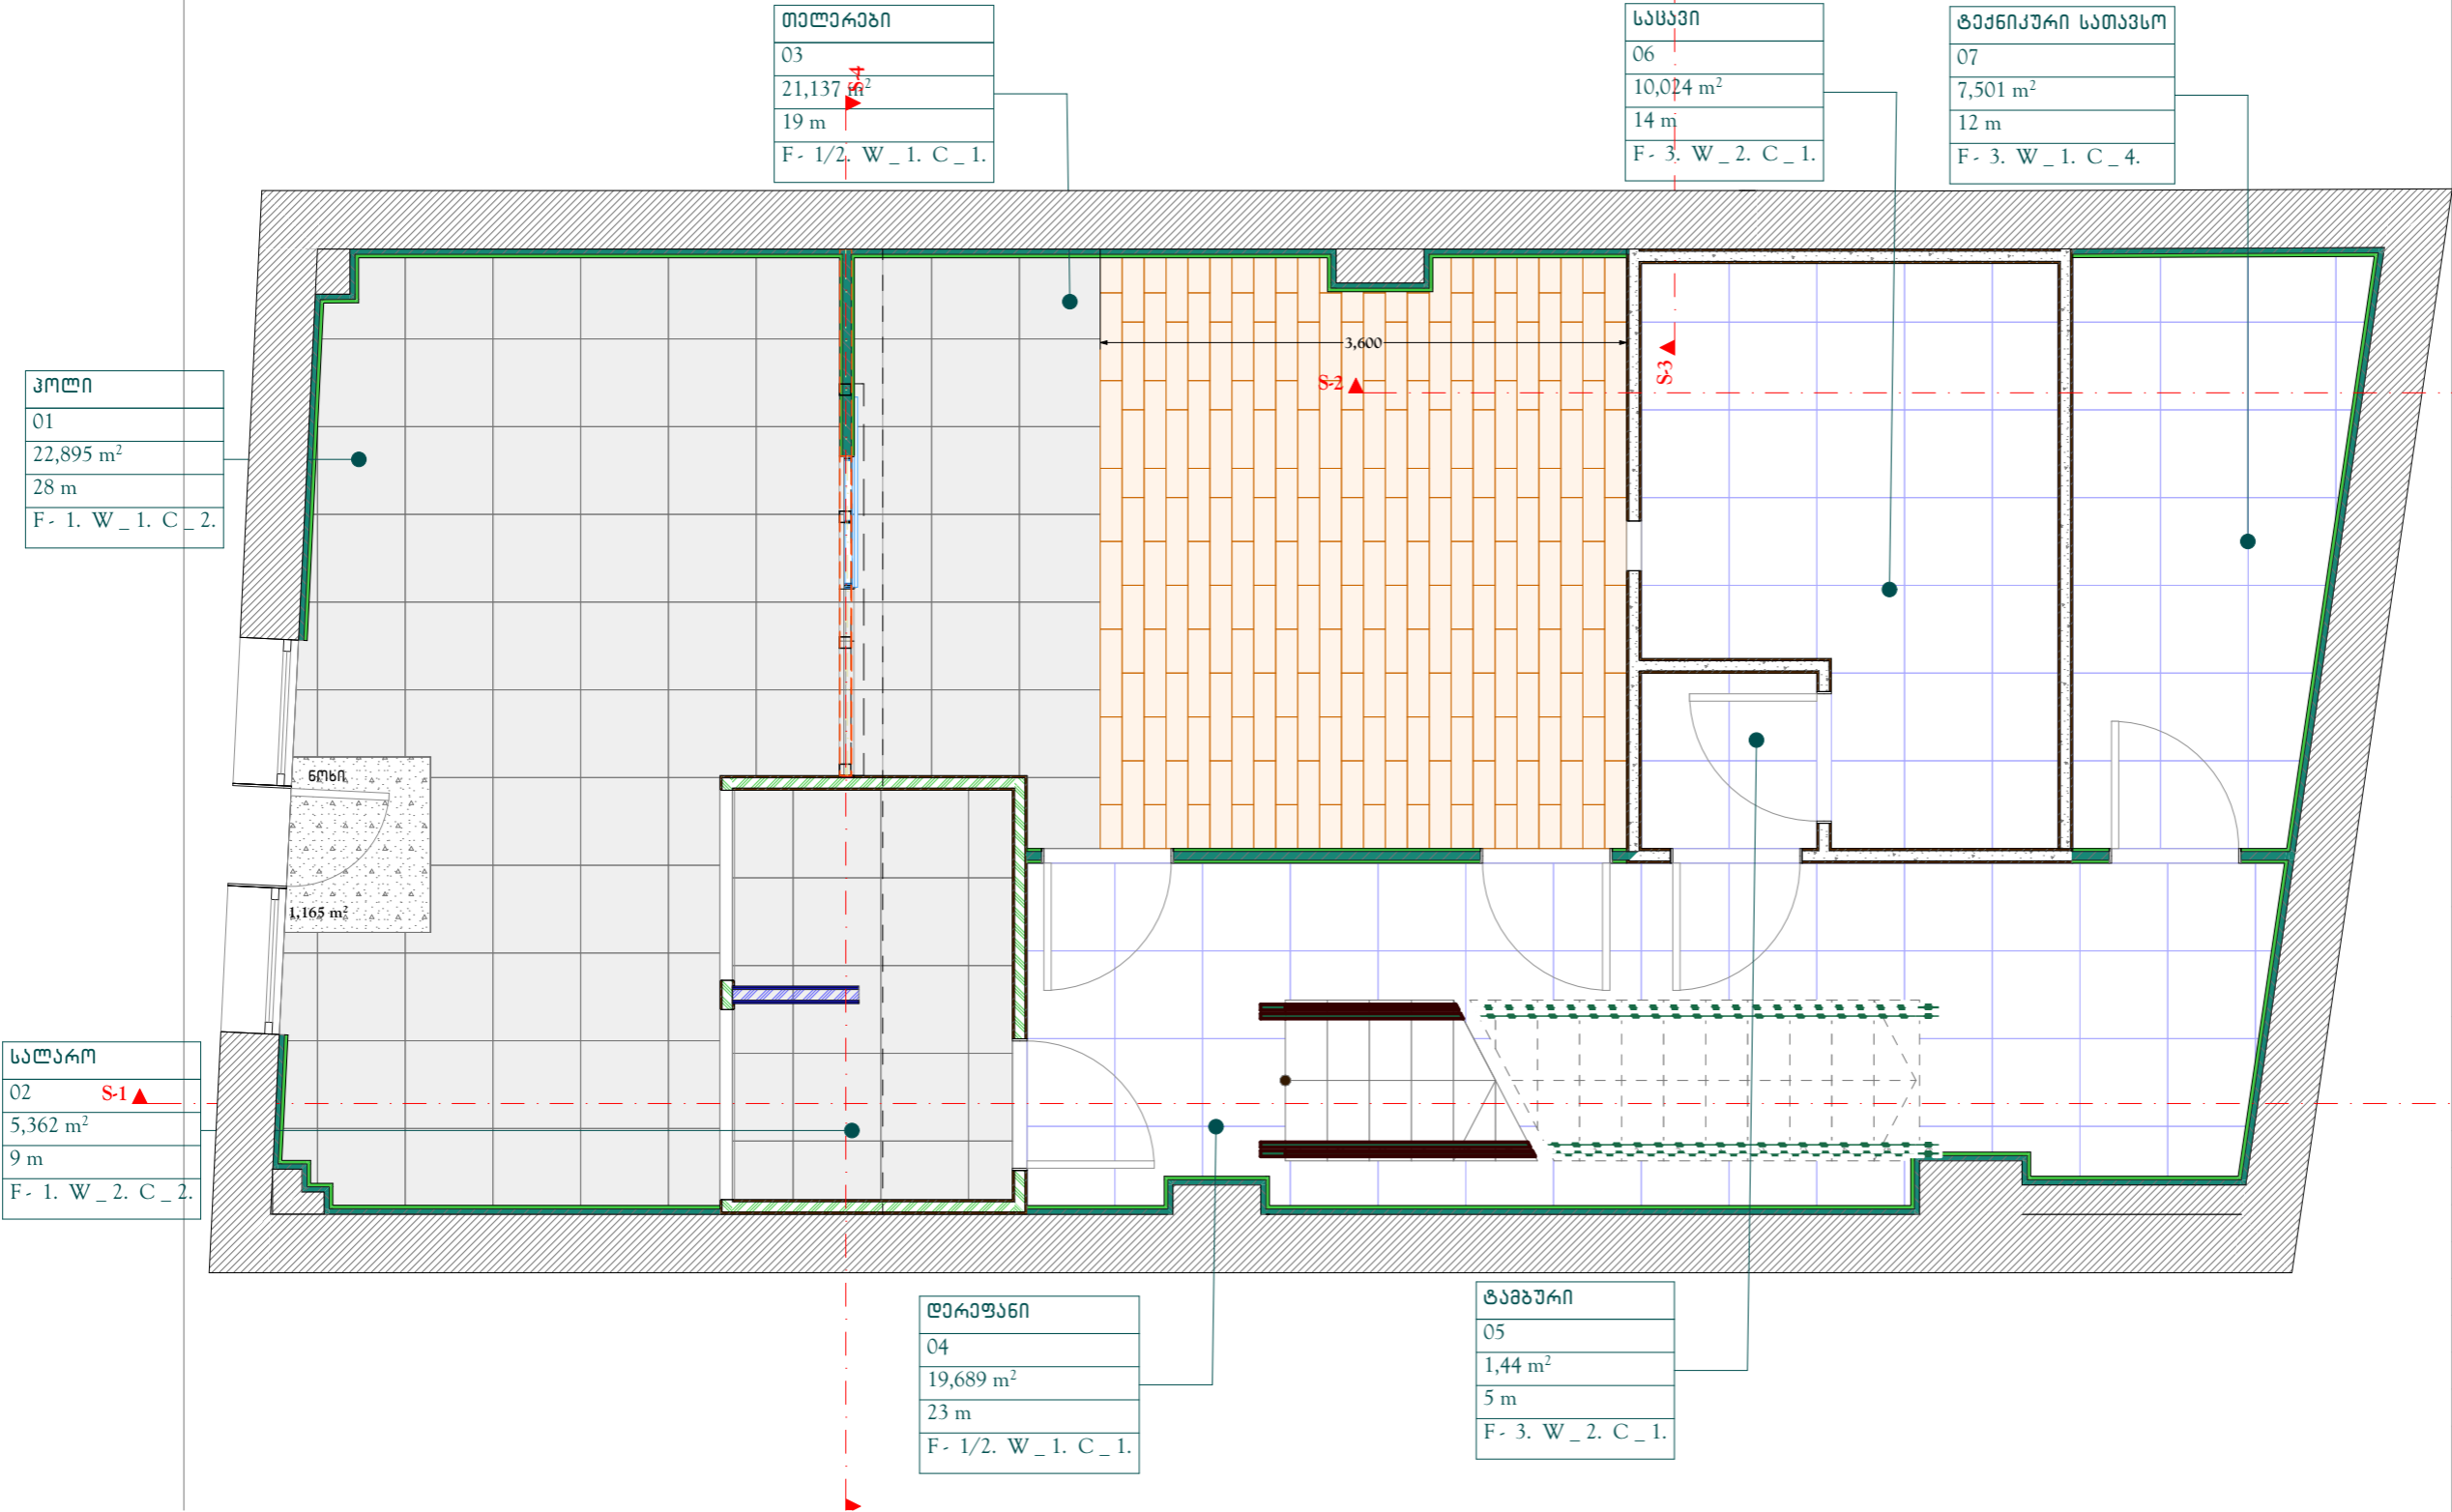 თელერები
03
21,137 m²
19 m
F- 1/2. W _ 1. C _ 1.
S-4
საცავი
06
10,024 m²
14 m
F- 3. W _ 2. C _ 1.
ტექნიკური სათავსო
07
7,501 m²
12 m
F- 3. W _ 1. C _ 4.
3,600
S-2
S-3
ჰოლი
01
22,895 m²
28 m
F- 1. W _ 1. C _ 2.
ნოხი
1,165 m²
სალარო
02
5,362 m²
9 m
F- 1. W _ 2. C _ 2.
S-1
დერეფანი
04
19,689 m²
23 m
F- 1/2. W _ 1. C _ 1.
ტამბური
05
1,44 m²
5 m
F- 3. W _ 2. C _ 1.